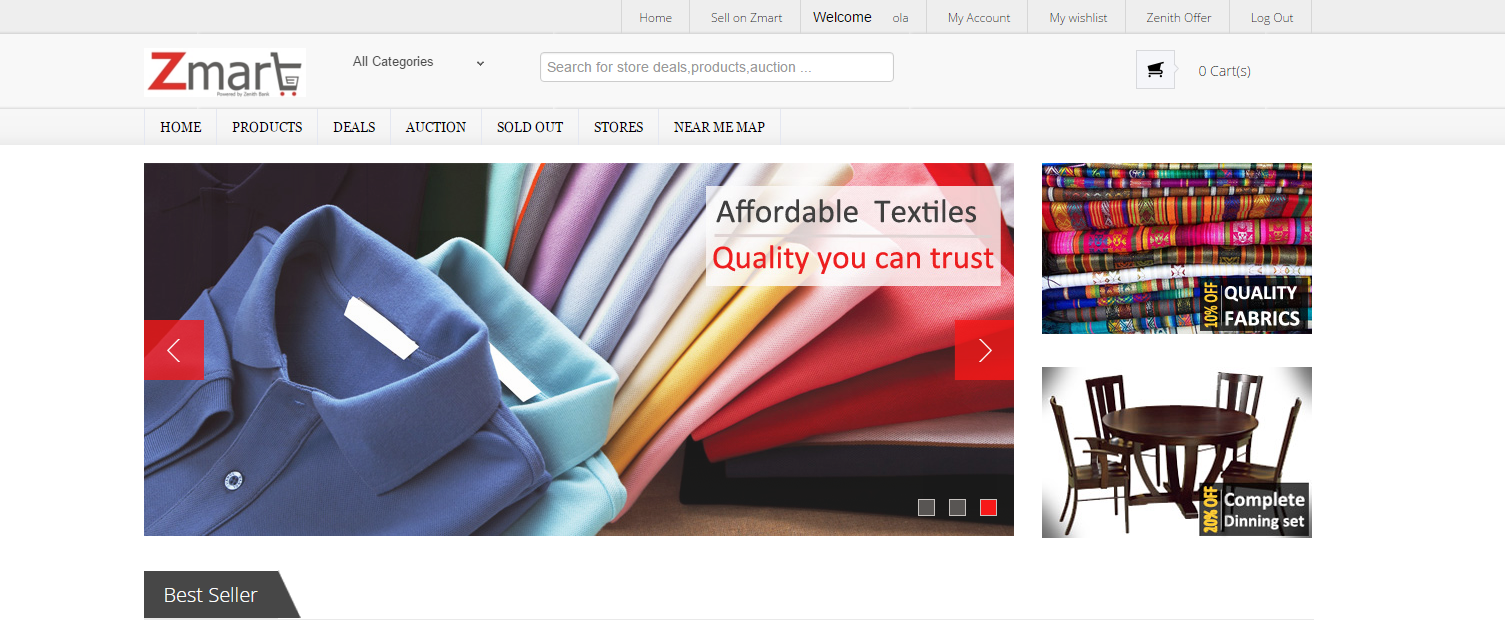 Home Sell on Zmart Welcome ola My Account My wishlist Zenith Offer Log Out
Zmart
Powered by Zenith Bank
All Categories
Search for store deals,products,auction ...
0 Cart(s)
HOME PRODUCTS DEALS AUCTION SOLD OUT STORES NEAR ME MAP
Affordable Textiles
Quality you can trust
10% OFF
QUALITY
FABRICS
10% OFF
Complete
Dinning set
Best Seller